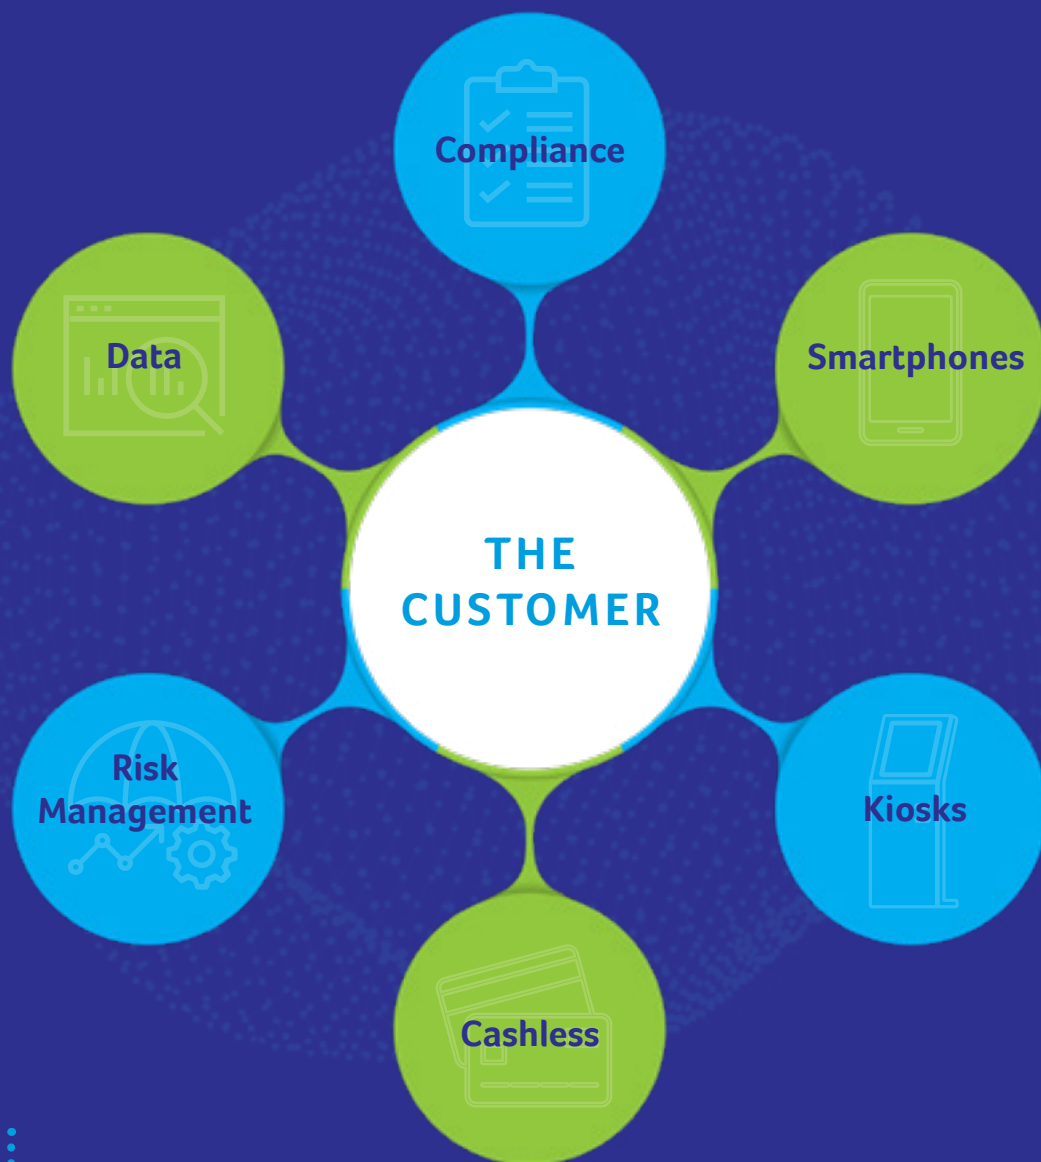 Compliance
Data
Smartphones
THE
CUSTOMER
Risk
Management
Kiosks
Cashless